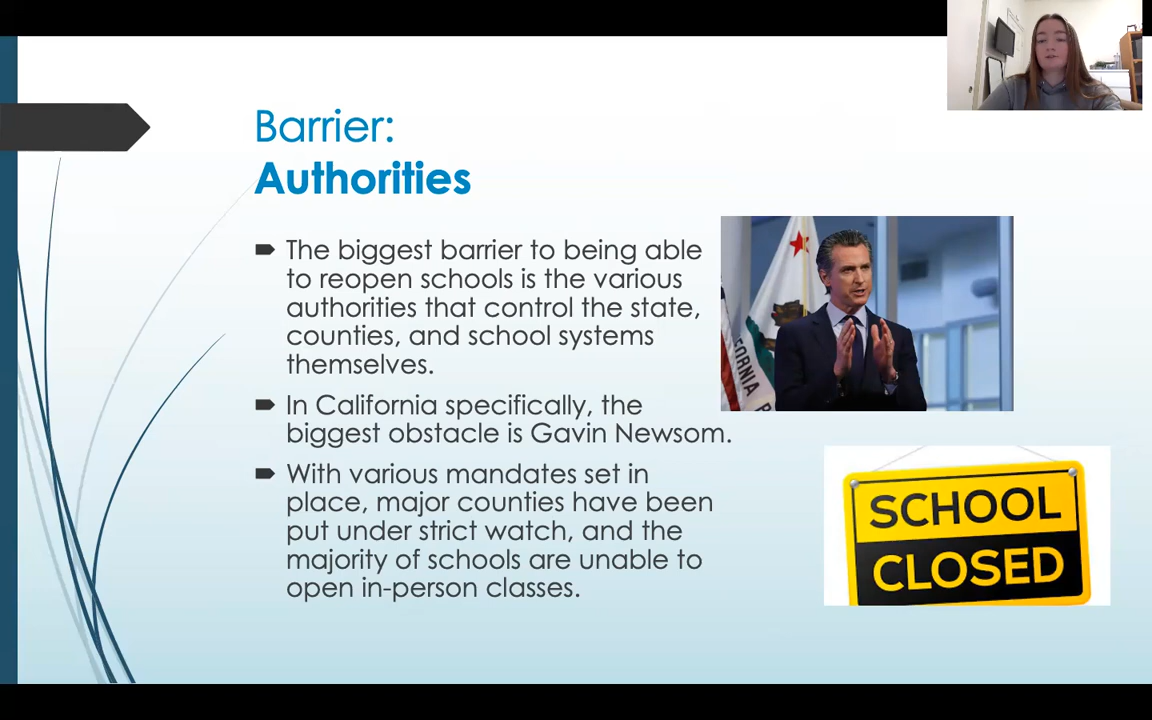 Barrier:
Authorities
The biggest barrier to being able
to reopen schools is the various
authorities that control the state,
counties, and school systems
themselves.
In California specifically, the
biggest obstacle is Gavin Newsom.
With various mandates set in
place, major counties have been
put under strict watch, and the
majority of schools are unable to
open in-person classes.
SCHOOL
CLOSED